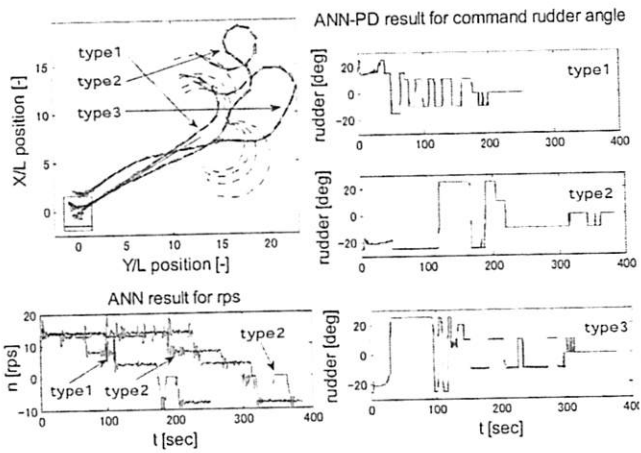 ANN-PD result for command rudder angle
type1
type2
type3
X/L position [-]
15
10
5
0
0
5
10
15
20
Y/L position [-]
rudder [deg]
20
0
-20
type1
0
100
200
300
400
rudder [deg]
20
0
-20
type2
0
100
200
300
400
ANN result for rps
n [rps]
20
10
0
-10
type1
type2
type2
0
100
200
300
400
t [sec]
rudder [deg]
20
0
-20
type3
0
100
200
300
400
t [sec]